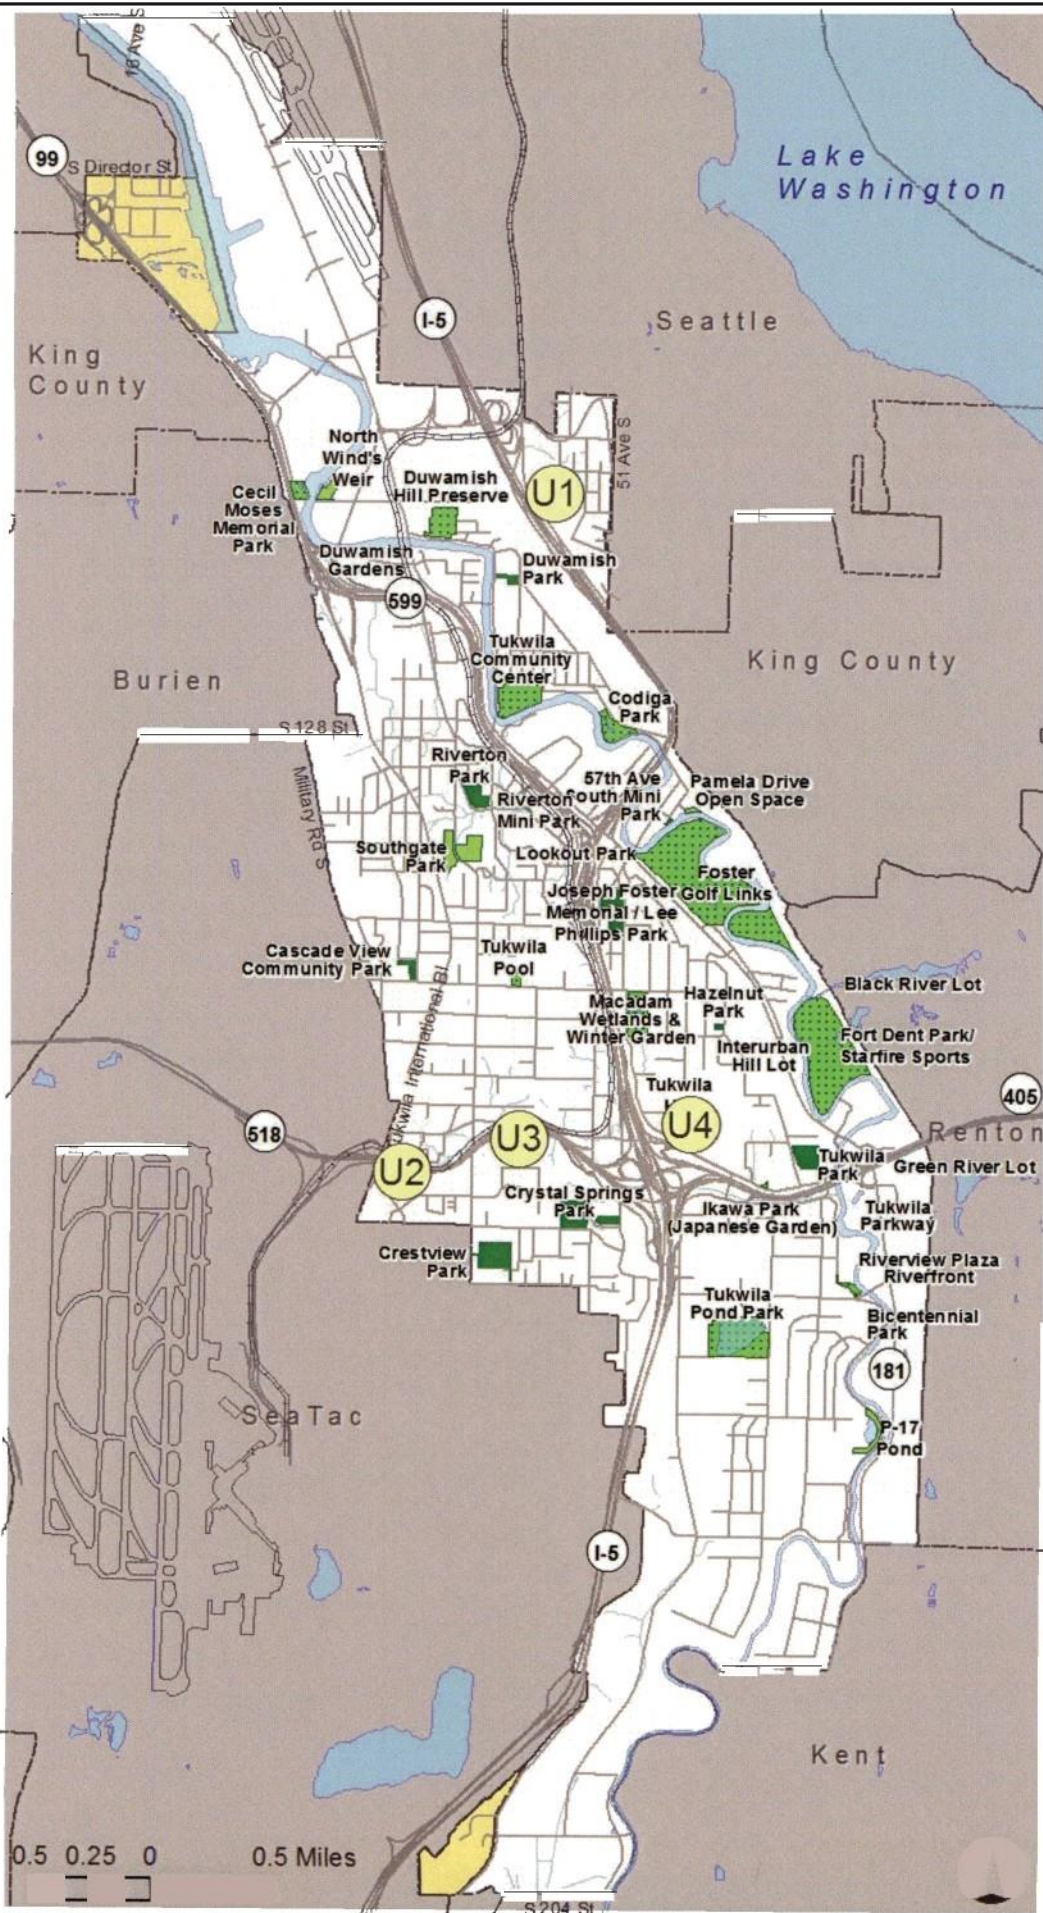 16 Ave S
99
S Director St
Lake
Washington
I-5
Seattle
King
County
51 Ave S
North
Wind's
Weir
Duwamish
Hill Preserve
U1
Cecil
Moses
Memorial
Park
Duwamish
Gardens
Duwamish
Park
599
Tukwila
Community
Center
King County
Burien
Codiga
Park
S 128 St
Riverton
Park
Military Rd S
57th Ave
South Mini
Park
Pamela Drive
Open Space
Riverton
Mini Park
Southgate
Park
Lookout Park
Foster
Golf Links
Joseph Foster
Memorial / Lee
Phillips Park
Cascade View
Community Park
Tukwila
Pool
Black River Lot
Macadam
Wetlands &
Winter Garden
Hazelnut
Park
Fort Dent Park/
Starfire Sports
Interurban
Hill Lot
Tukwila International Bl
Tukwila
405
518
U4
U3
Renton
U2
Tukwila
Park
Green River Lot
Crystal Springs
Park
Ikawa Park
(Japanese Garden)
Tukwila
Parkway
Crestview
Park
Riverview Plaza
Riverfront
Tukwila
Pond Park
Bicentennial
Park
181
SeaTac
P-17
Pond
I-5
Kent
0.5 0.25 0 0.5 Miles
S 204 St